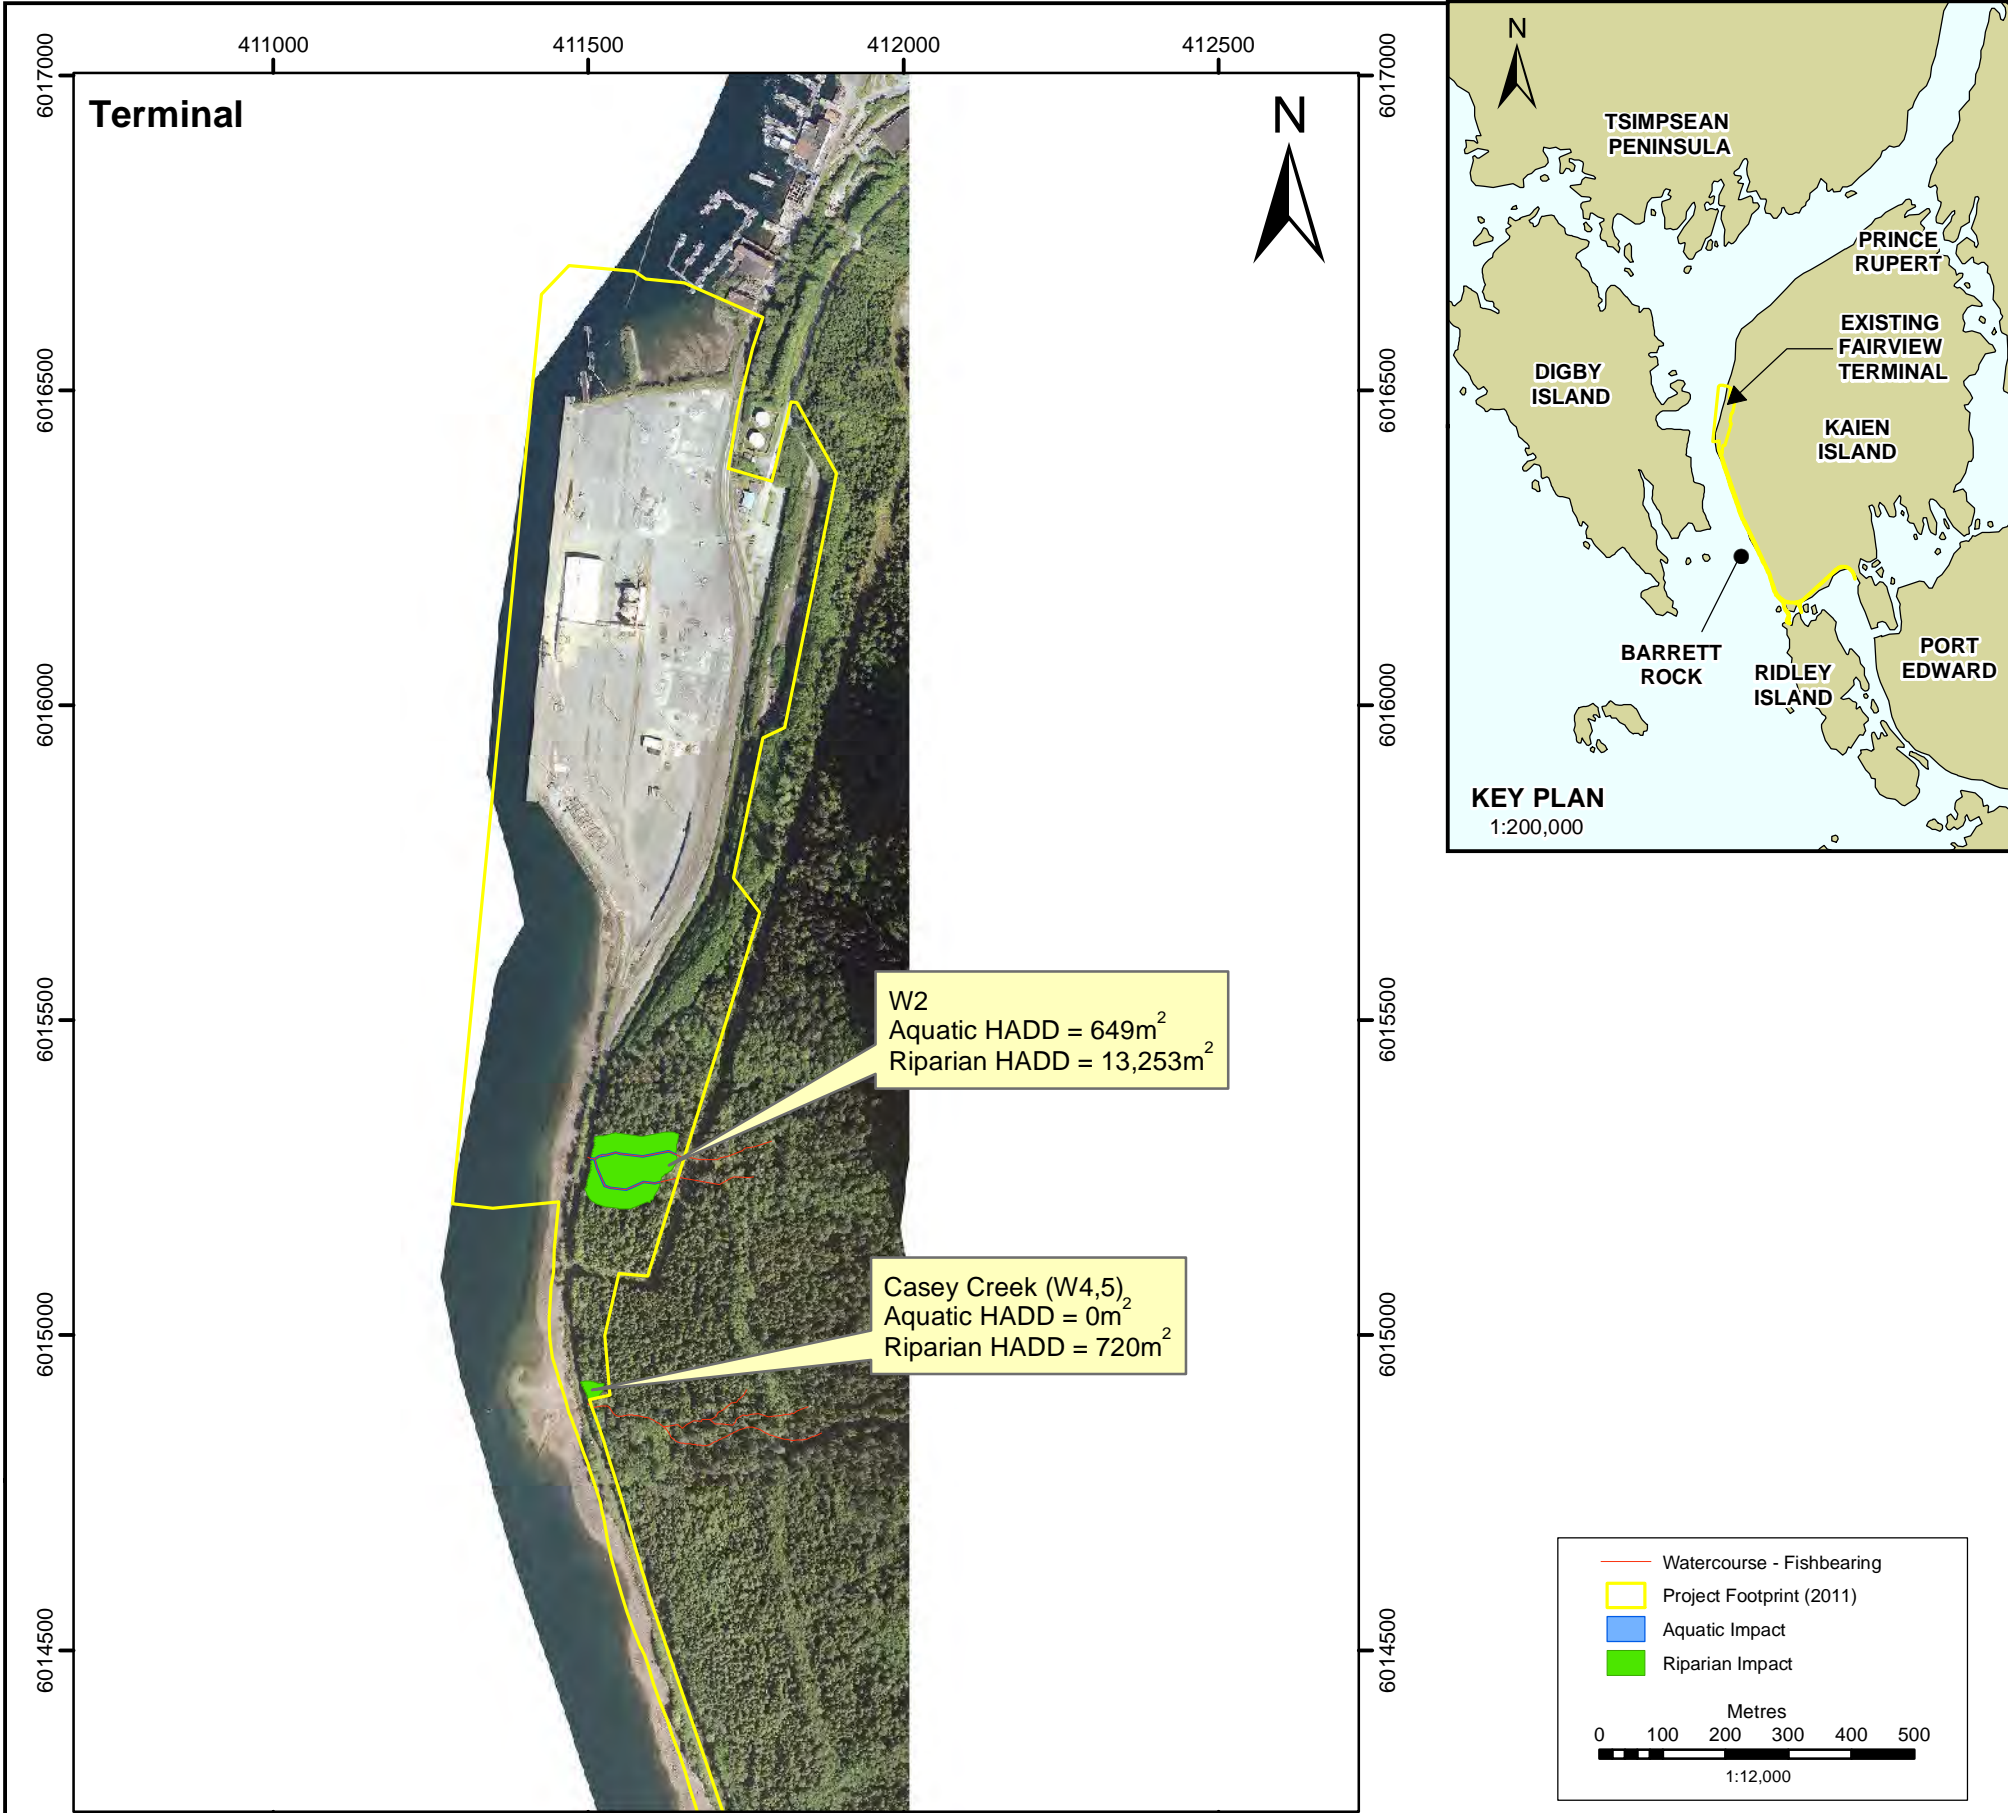 411000 411500 412000 412500
6017000
6017000
Terminal
N
6016500
6016500
6016000
6016000
6015500
6015500
W2
Aquatic HADD = 649m²
Riparian HADD = 13,253m²
6015000
6015000
Casey Creek (W4,5)
Aquatic HADD = 0m²
Riparian HADD = 720m²
6014500
6014500
N
TSIMPSEAN
PENINSULA
PRINCE
RUPERT
EXISTING
FAIRVIEW
TERMINAL
DIGBY
ISLAND
KAIEN
ISLAND
BARRETT
ROCK
RIDLEY
ISLAND
PORT
EDWARD
KEY PLAN
1:200,000
Watercourse - Fishbearing
Project Footprint (2011)
Aquatic Impact
Riparian Impact
Metres
0 100 200 300 400 500
1:12,000